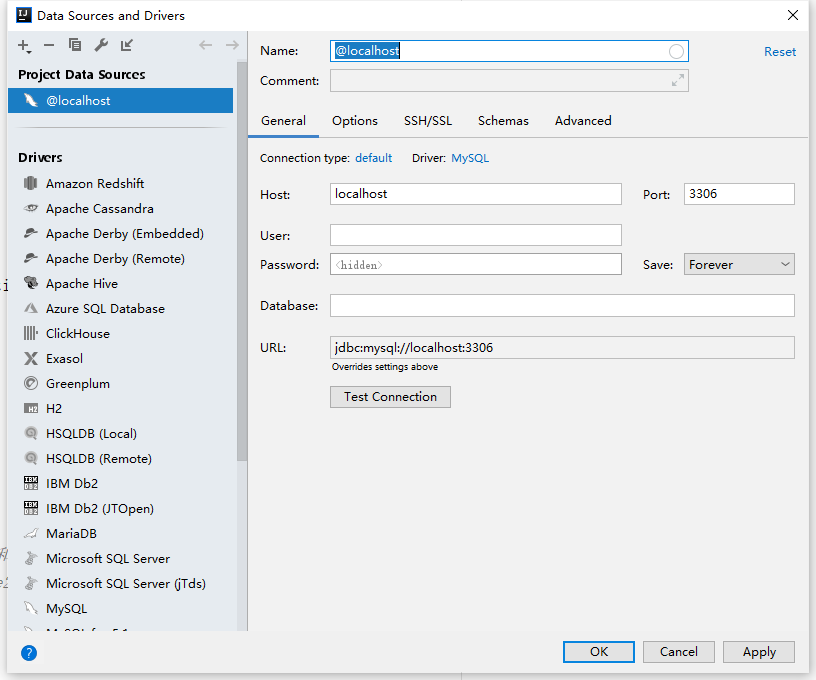 IJ Data Sources and Drivers
Project Data Sources
@localhost
Drivers
Amazon Redshift
Apache Cassandra
Apache Derby (Embedded)
Apache Derby (Remote)
Apache Hive
Azure SQL Database
ClickHouse
Exasol
Greenplum
H2
HSQLDB (Local)
HSQLDB (Remote)
IBM Db2
IBM Db2 (JTOpen)
MariaDB
Microsoft SQL Server
Microsoft SQL Server (jTds)
MySQL
Name: @localhost Reset
Comment:
General Options SSH/SSL Schemas Advanced
Connection type: default Driver: MySQL
Host: localhost Port: 3306
User:
Password: <hidden> Save: Forever
Database:
URL: jdbc:mysql://localhost:3306
Overrides settings above
Test Connection
? OK Cancel Apply